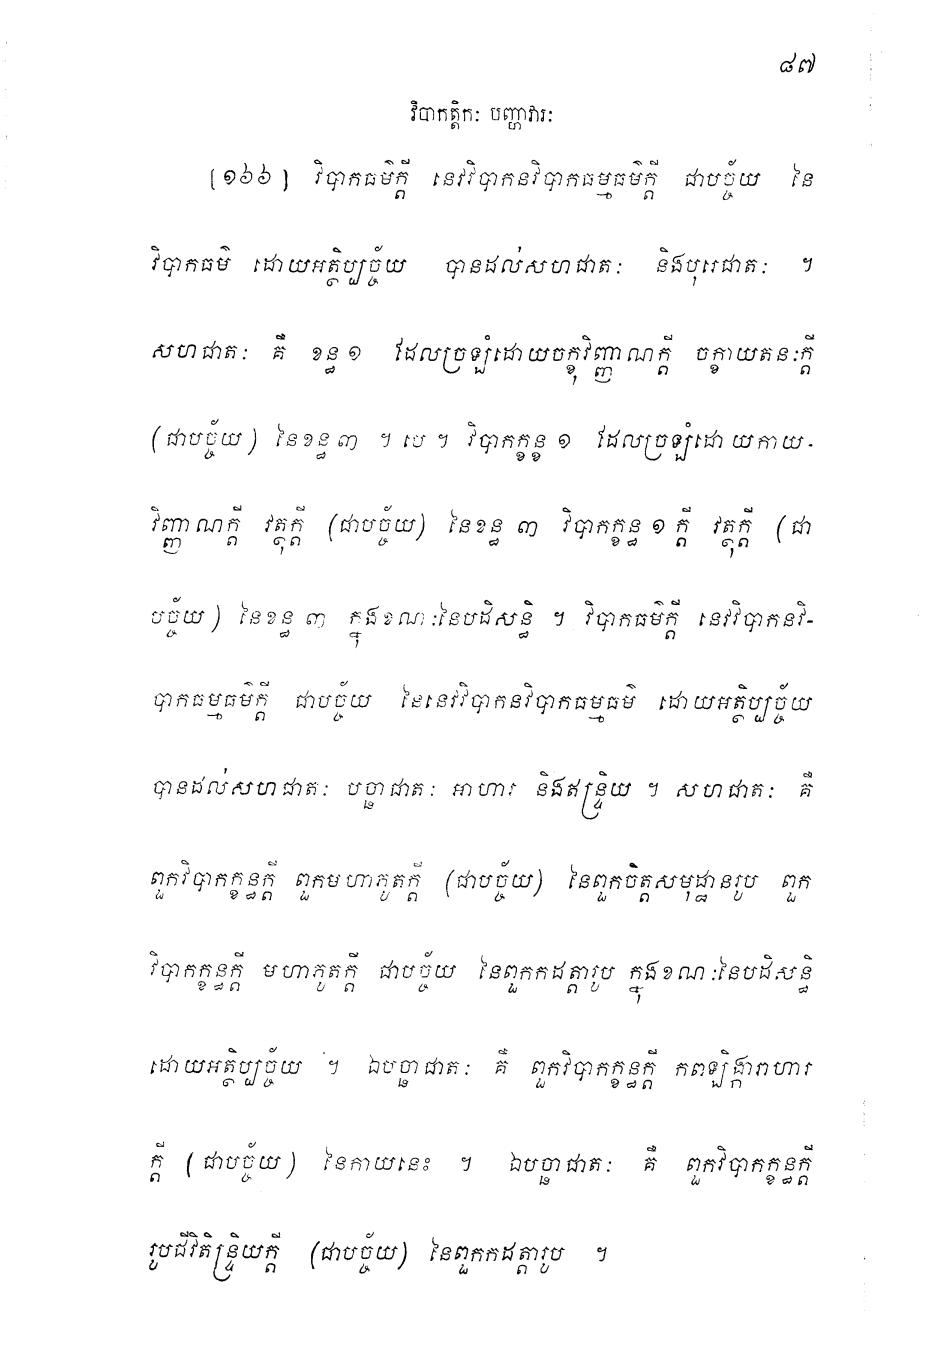 ៨៧
វិបាកត្តិកៈ បញ្ហាវារៈ
[១៦៦] វិបាកធម៌ក្តី នេវវិបាកនវិបាកធម្មធម៌ក្តី ជាបច្ច័យ នៃ
វិបាកធម៌ ដោយអត្ថិប្បច្ច័យ បានដល់សហជាតៈ និងបុរេជាតៈ ។
សហជាតៈ គឺ ខន្ធ១ ដែលច្រឡំដោយចក្ខុវិញ្ញាណក្តី ចក្ខាយតនៈក្តី
(ជាបច្ច័យ) នៃខន្ធ៣ ។ បេ ។ វិបាកក្ខន្ធ១ ដែលច្រឡំដោយកាយ-
វិញ្ញាណក្តី វត្ថុក្តី (ជាបច្ច័យ) នៃខន្ធ ៣ វិបាកក្ខន្ធ១ក្តី វត្ថុក្តី (ជា
បច្ច័យ) នៃខន្ធ ៣ ក្នុងខណៈនៃបដិសន្ធិ ។ វិបាកធម៌ក្តី នេវវិបាកនវិ-
បាកធម្មធម៌ក្តី ជាបច្ច័យ នៃនេវវិបាកនវិបាកធម្មធម៌ ដោយអត្ថិប្បច្ច័យ
បានដល់សហជាតៈ បច្ឆាជាតៈ អាហារ និងឥន្ទ្រិយ ។ សហជាតៈ គឺ
ពួកវិបាកក្ខន្ធក្តី ពួកមហាភូតក្តី (ជាបច្ច័យ) នៃពួកចិត្តសមុដ្ឋានរូប ពួក
វិបាកក្ខន្ធក្តី មហាភូតក្តី ជាបច្ច័យ នៃពួកកដត្តារូប ក្នុងខណៈនៃបដិសន្ធិ
ដោយអត្ថិប្បច្ច័យ ។ ឯបច្ឆាជាតៈ គឺ ពួកវិបាកក្ខន្ធក្តី កពឡិង្ការាហារ
ក្តី (ជាបច្ច័យ) នៃកាយនេះ ។ ឯបច្ឆាជាតៈ គឺ ពួកវិបាកក្ខន្ធក្តី
រូបជីវិតិន្ទ្រិយក្តី (ជាបច្ច័យ) នៃពួកកដត្តារូប ។